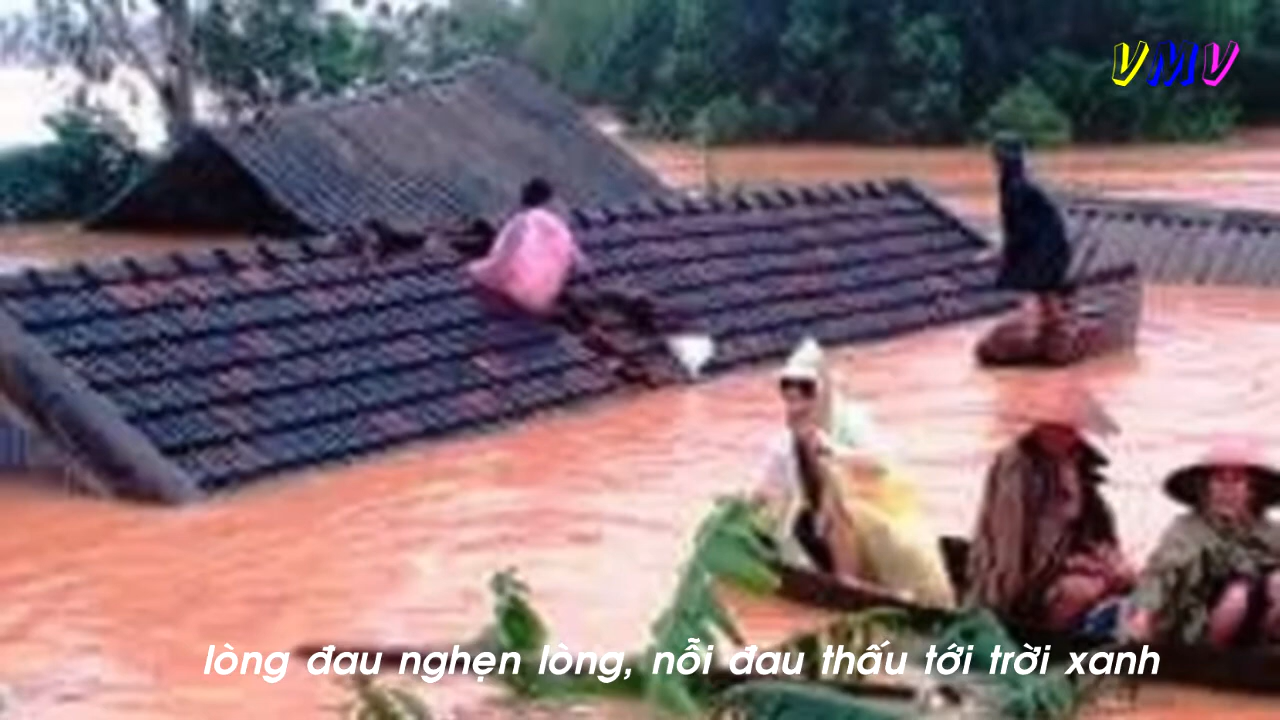 VMV
lòng đau nghẹn lòng, nỗi đau thấu tới trời xanh